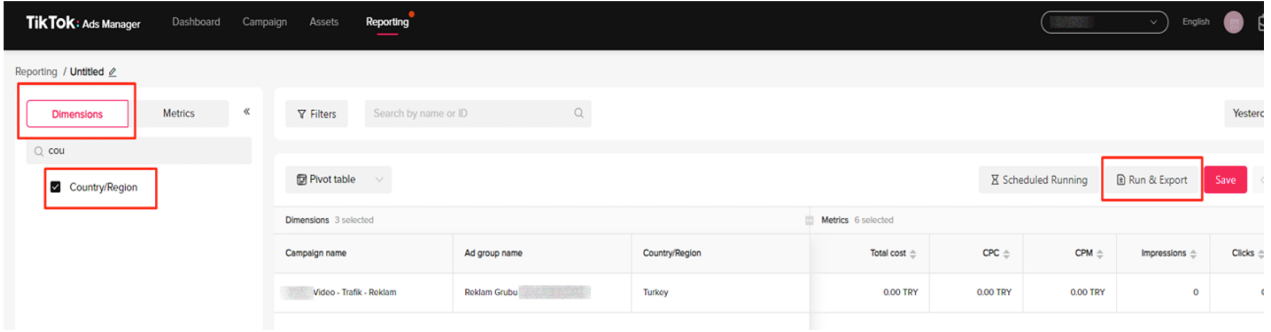 TikTok: Ads Manager Dashboard Campaign Assets Reporting English
Reporting / Untitled
Dimensions Metrics «
Filters Search by name or ID
cou
Country/Region
Pivot table Scheduled Running Run & Export Save
Dimensions 3 selected Metrics 6 selected
Campaign name Ad group name Country/Region Total cost CPC CPM Impressions Clicks
Video - Trafik - Reklam Reklam Grubu Turkey 0.00 TRY 0.00 TRY 0.00 TRY 0